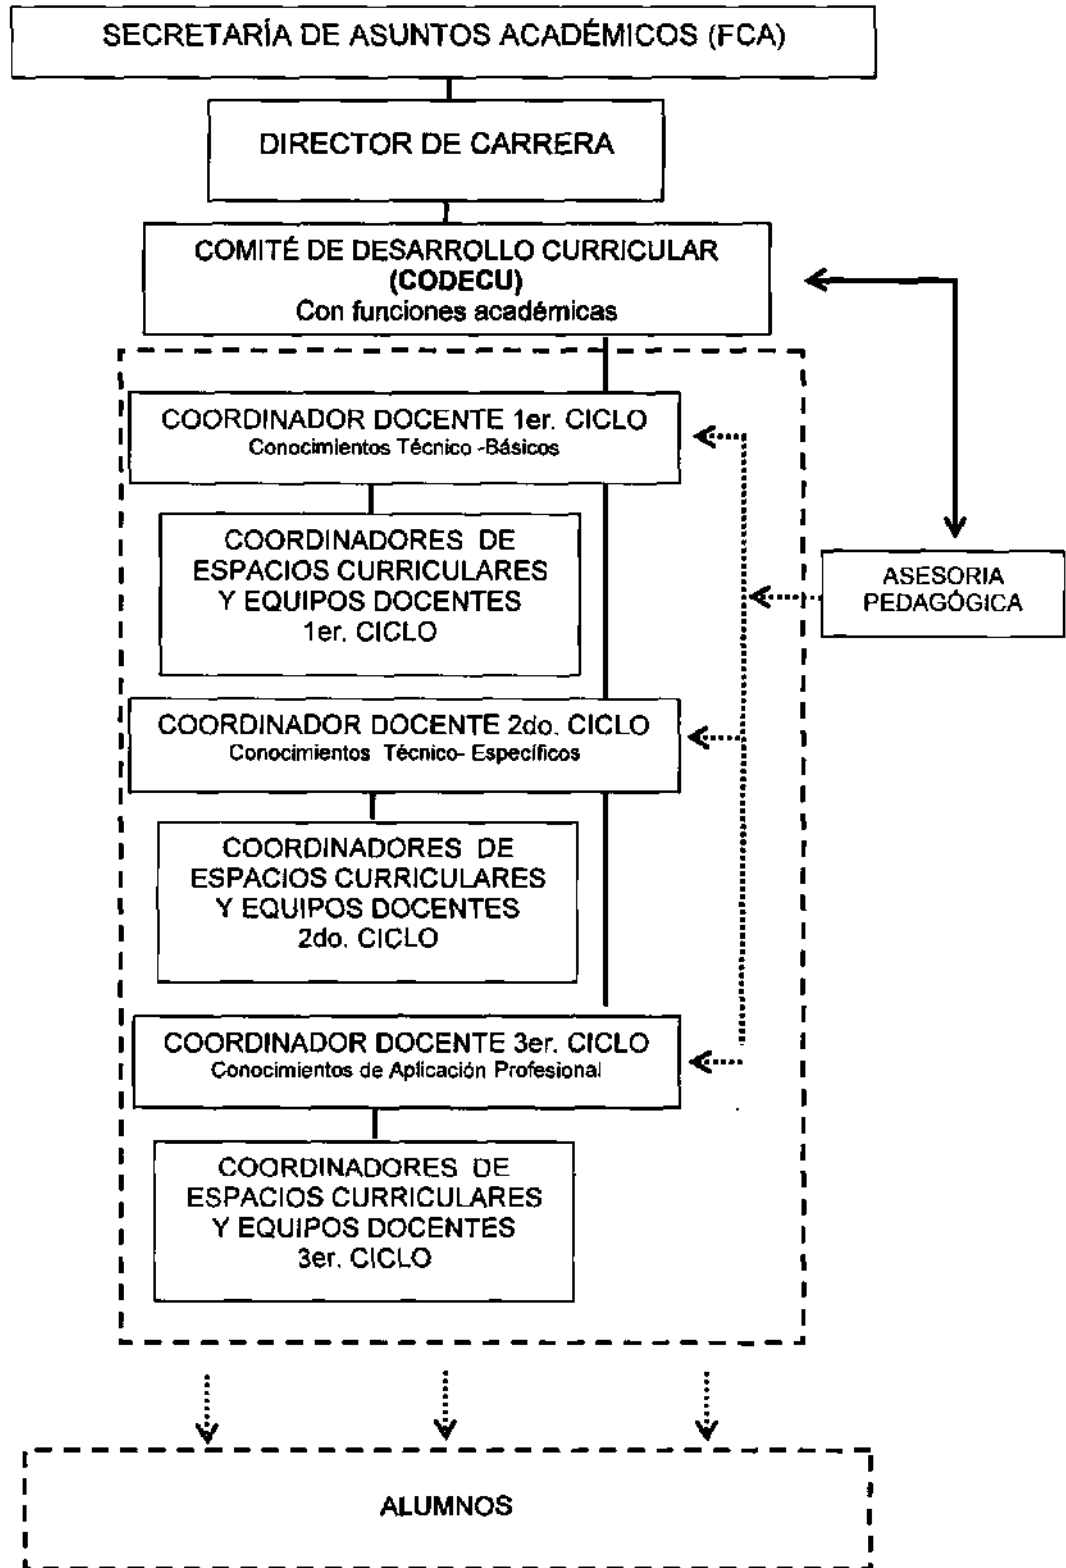 SECRETARÍA DE ASUNTOS ACADÉMICOS (FCA)
DIRECTOR DE CARRERA
COMITÉ DE DESARROLLO CURRICULAR
(CODECU)
Con funciones académicas
COORDINADOR DOCENTE 1er. CICLO
Conocimientos Técnico -Básicos
COORDINADORES DE
ESPACIOS CURRICULARES
Y EQUIPOS DOCENTES
1er. CICLO
ASESORIA
PEDAGÓGICA
COORDINADOR DOCENTE 2do. CICLO
Conocimientos Técnico- Específicos
COORDINADORES DE
ESPACIOS CURRICULARES
Y EQUIPOS DOCENTES
2do. CICLO
COORDINADOR DOCENTE 3er. CICLO
Conocimientos de Aplicación Profesional
COORDINADORES DE
ESPACIOS CURRICULARES
Y EQUIPOS DOCENTES
3er. CICLO
ALUMNOS